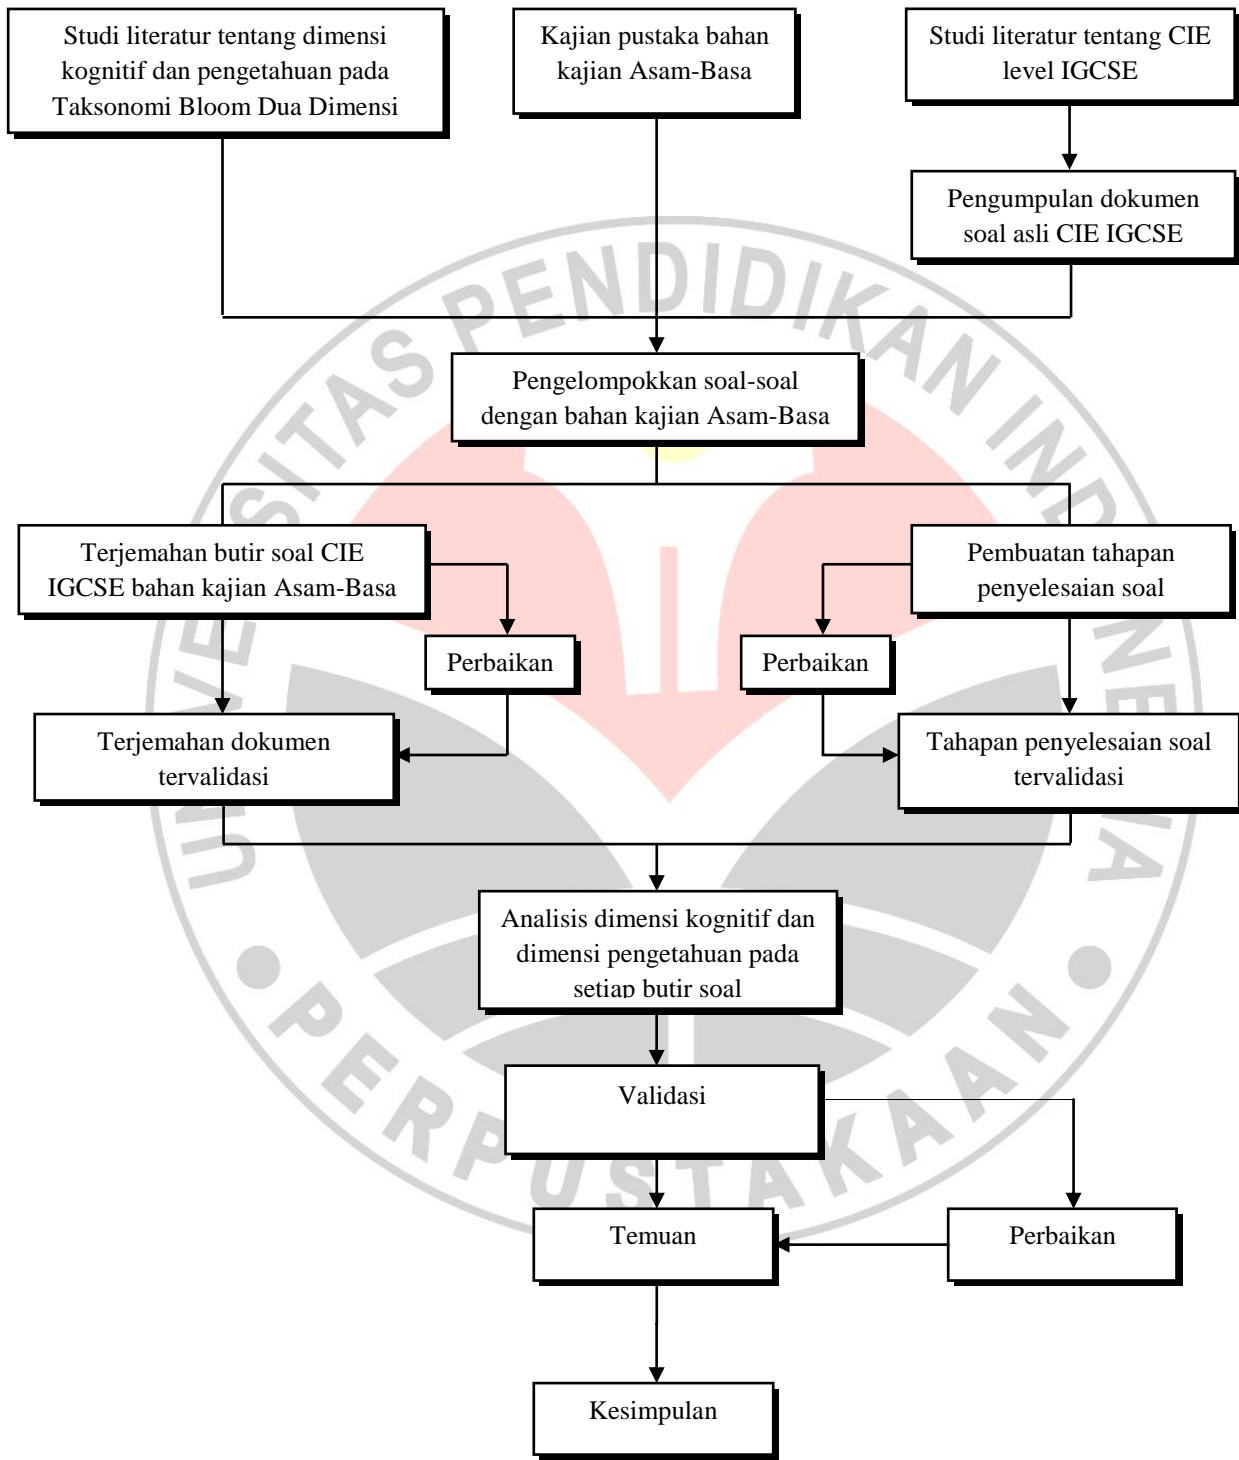 Studi literatur tentang dimensi
kognitif dan pengetahuan pada
Taksonomi Bloom Dua Dimensi
Kajian pustaka bahan
kajian Asam-Basa
Studi literatur tentang CIE
level IGCSE
Pengumpulan dokumen
soal asli CIE IGCSE
Pengelompokkan soal-soal
dengan bahan kajian Asam-Basa
Terjemahan butir soal CIE
IGCSE bahan kajian Asam-Basa
Pembuatan tahapan
penyelesaian soal
Perbaikan
Perbaikan
Terjemahan dokumen
tervalidasi
Tahapan penyelesaian soal
tervalidasi
Analisis dimensi kognitif dan
dimensi pengetahuan pada
setiap butir soal
Validasi
Temuan
Perbaikan
Kesimpulan
UNIVERSITAS PENDIDIKAN INDONESIA
PERPUSTAKAAN